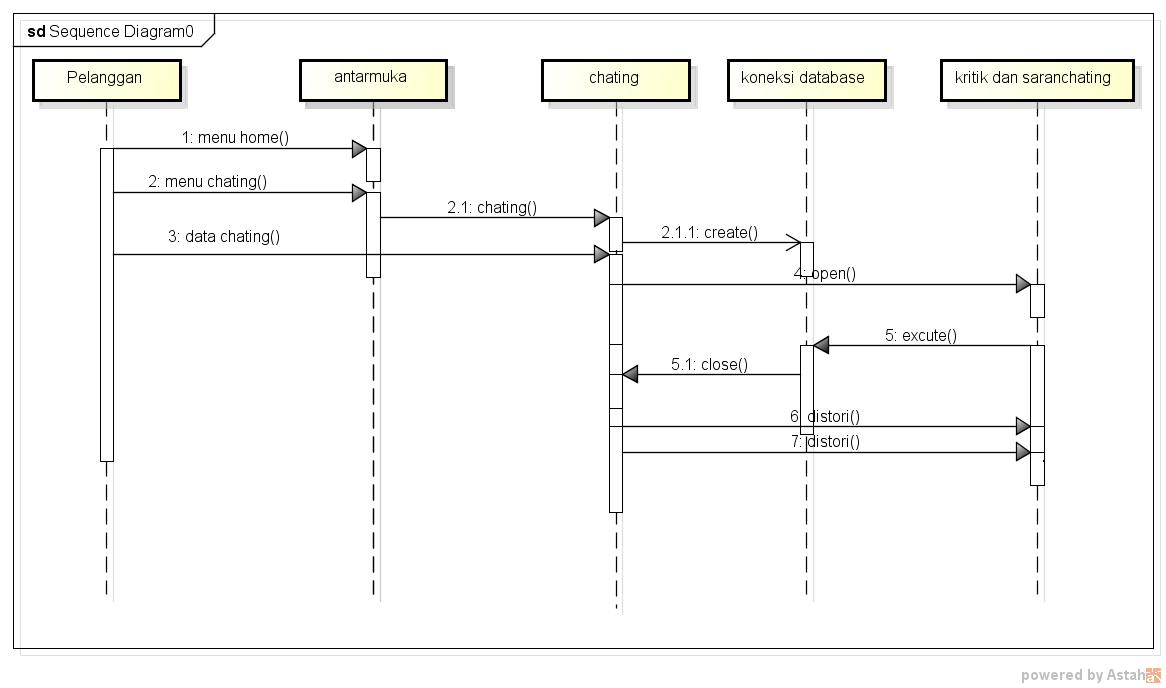 sd Sequence Diagram0
Pelanggan
antarmuka
chating
koneksi database
kritik dan saranchating
1: menu home()
2: menu chating()
2.1: chating()
3: data chating()
2.1.1: create()
4: open()
5: excute()
5.1: close()
6: distori()
7: distori()
powered by Astah